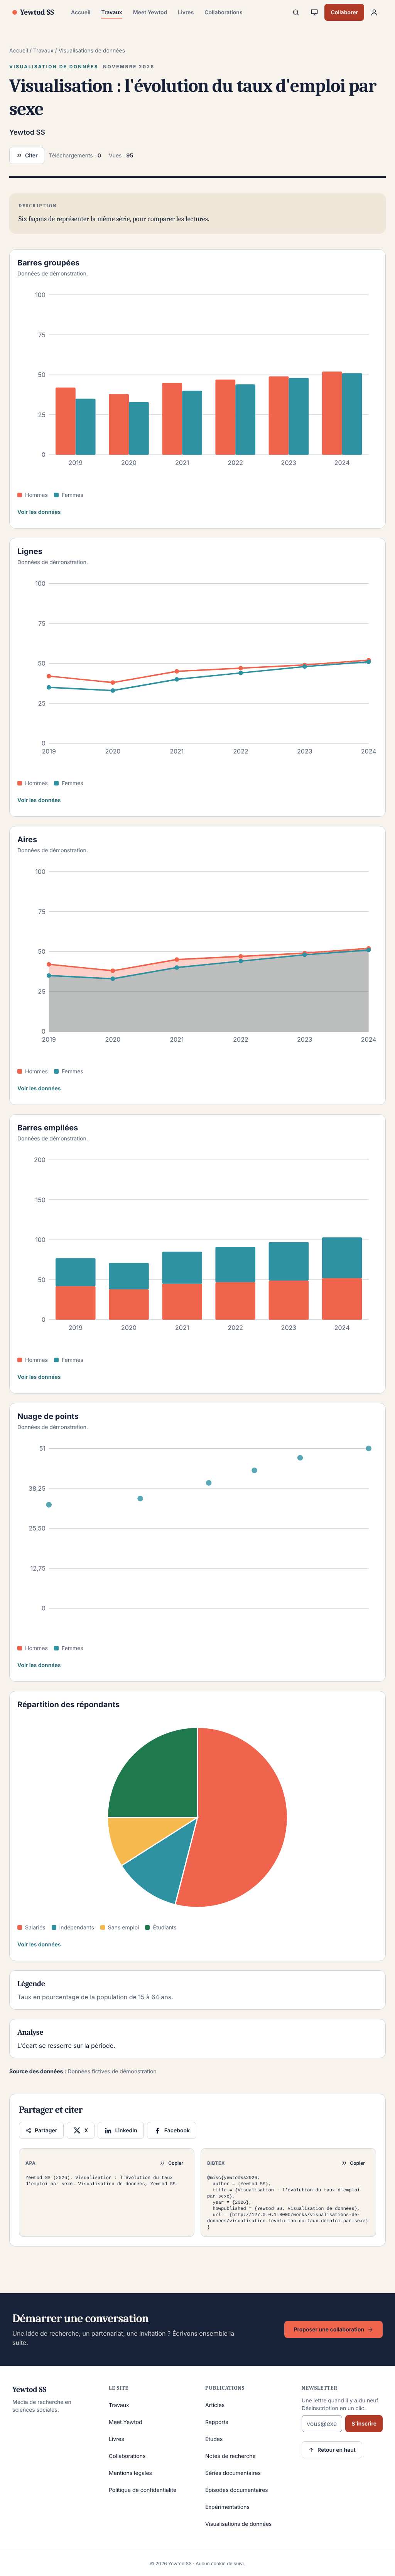 Yewtod SS
Accueil
Travaux
Meet Yewtod
Livres
Collaborations
Collaborer
Accueil / Travaux / Visualisations de données
VISUALISATION DE DONNÉES NOVEMBRE 2026
Visualisation : l'évolution du taux d'emploi par
sexe
Yewtod SS
Citer
Téléchargements : 0
Vues : 95
DESCRIPTION
Six façons de représenter la même série, pour comparer les lectures.
Barres groupées
Données de démonstration.
100
75
50
25
0
2019 2020 2021 2022 2023 2024
Hommes Femmes
Voir les données
Lignes
Données de démonstration.
100
75
50
25
0
2019 2020 2021 2022 2023 2024
Hommes Femmes
Voir les données
Aires
Données de démonstration.
100
75
50
25
0
2019 2020 2021 2022 2023 2024
Hommes Femmes
Voir les données
Barres empilées
Données de démonstration.
200
150
100
50
0
2019 2020 2021 2022 2023 2024
Hommes Femmes
Voir les données
Nuage de points
Données de démonstration.
51
38,25
25,50
12,75
0
Hommes Femmes
Voir les données
Répartition des répondants
Salariés Indépendants Sans emploi Étudiants
Voir les données
Légende
Taux en pourcentage de la population de 15 à 64 ans.
Analyse
L'écart se resserre sur la période.
Source des données : Données fictives de démonstration
Partager et citer
Partager
X
LinkedIn
Facebook
APA
Copier
Yewtod SS (2026). Visualisation : l'évolution du taux
d'emploi par sexe. Visualisation de données, Yewtod SS.
BIBTEX
Copier
@misc{yewtodss2026,
author = {Yewtod SS},
title = {Visualisation : l'évolution du taux d'emploi
par sexe},
year = {2026},
howpublished = {Yewtod SS, Visualisation de données},
url = {http://127.0.0.1:8000/works/visualisations-de-
donnees/visualisation-levolution-du-taux-demploi-par-sexe}
}
Démarrer une conversation
Une idée de recherche, un partenariat, une invitation ? Écrivons ensemble la
suite.
Proposer une collaboration
Yewtod SS
Média de recherche en
sciences sociales.
LE SITE
Travaux
Meet Yewtod
Livres
Collaborations
Mentions légales
Politique de confidentialité
PUBLICATIONS
Articles
Rapports
Études
Notes de recherche
Séries documentaires
Épisodes documentaires
Expérimentations
Visualisations de données
NEWSLETTER
Une lettre quand il y a du neuf.
Désinscription en un clic.
vous@exe
S'inscrire
Retour en haut
© 2026 Yewtod SS · Aucun cookie de suivi.